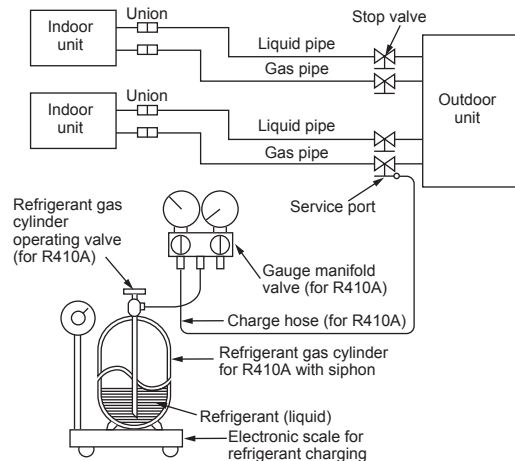 Indoor
unit
Union
Liquid pipe
Gas pipe
Stop valve
Indoor
unit
Union
Liquid pipe
Gas pipe
Outdoor
unit
Service port
Refrigerant gas
cylinder
operating valve
(for R410A)
Gauge manifold
valve (for R410A)
Charge hose (for R410A)
Refrigerant gas cylinder
for R410A with siphon
Refrigerant (liquid)
Electronic scale for
refrigerant charging